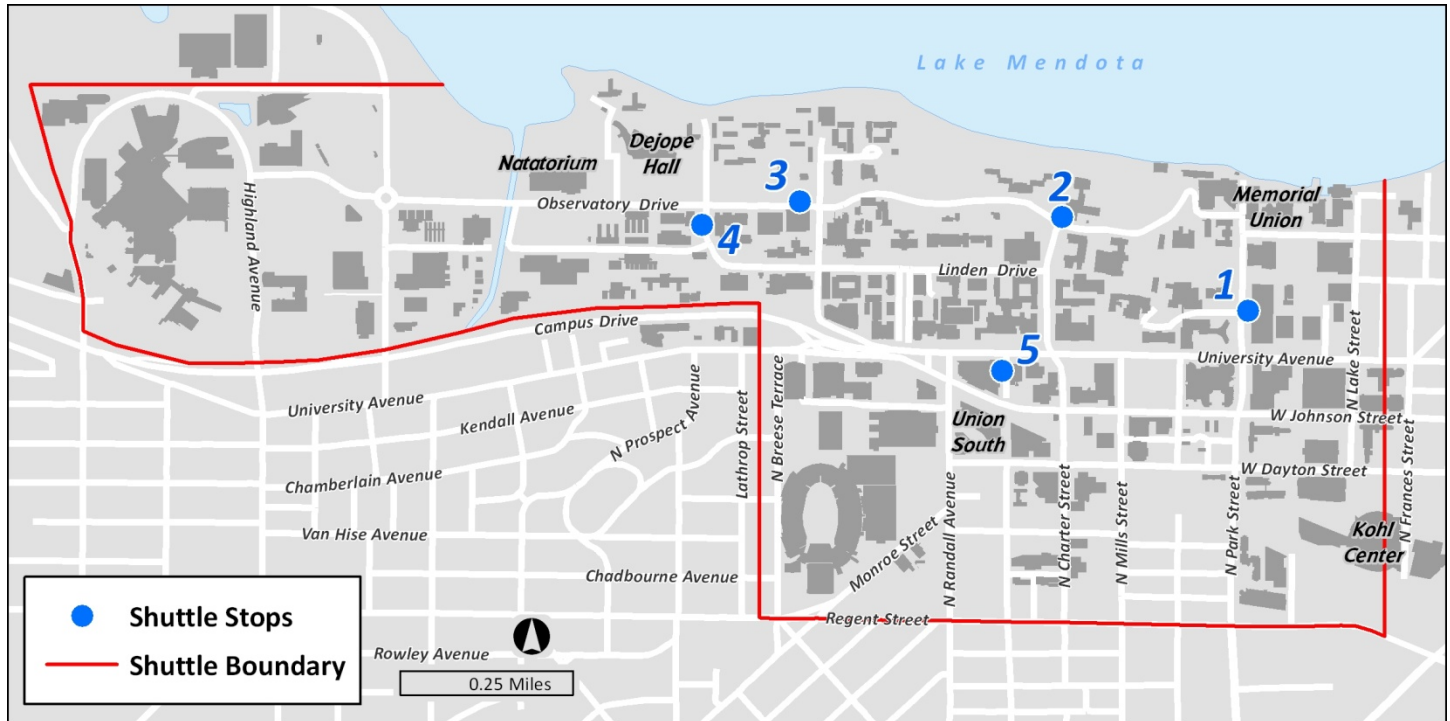 Lake Mendota
Dejope
Hall
Natatorium
3
2
Memorial
Union
Observatory Drive
4
Highland Avenue
Linden Drive
1
N Lake Street
Campus Drive
5
University Avenue
University Avenue
Kendall Avenue
N Prospect Avenue
Lathrop Street
N Breese Terrace
Union
South
W Johnson Street
W Dayton Street
N Frances Street
Chamberlain Avenue
Van Hise Avenue
Chadbourne Avenue
Monroe Street
N Randall Avenue
N Charter Street
N Mills Street
N Park Street
Kohl
Center
Regent Street
Rowley Avenue
0.25 Miles
Shuttle Stops
Shuttle Boundary